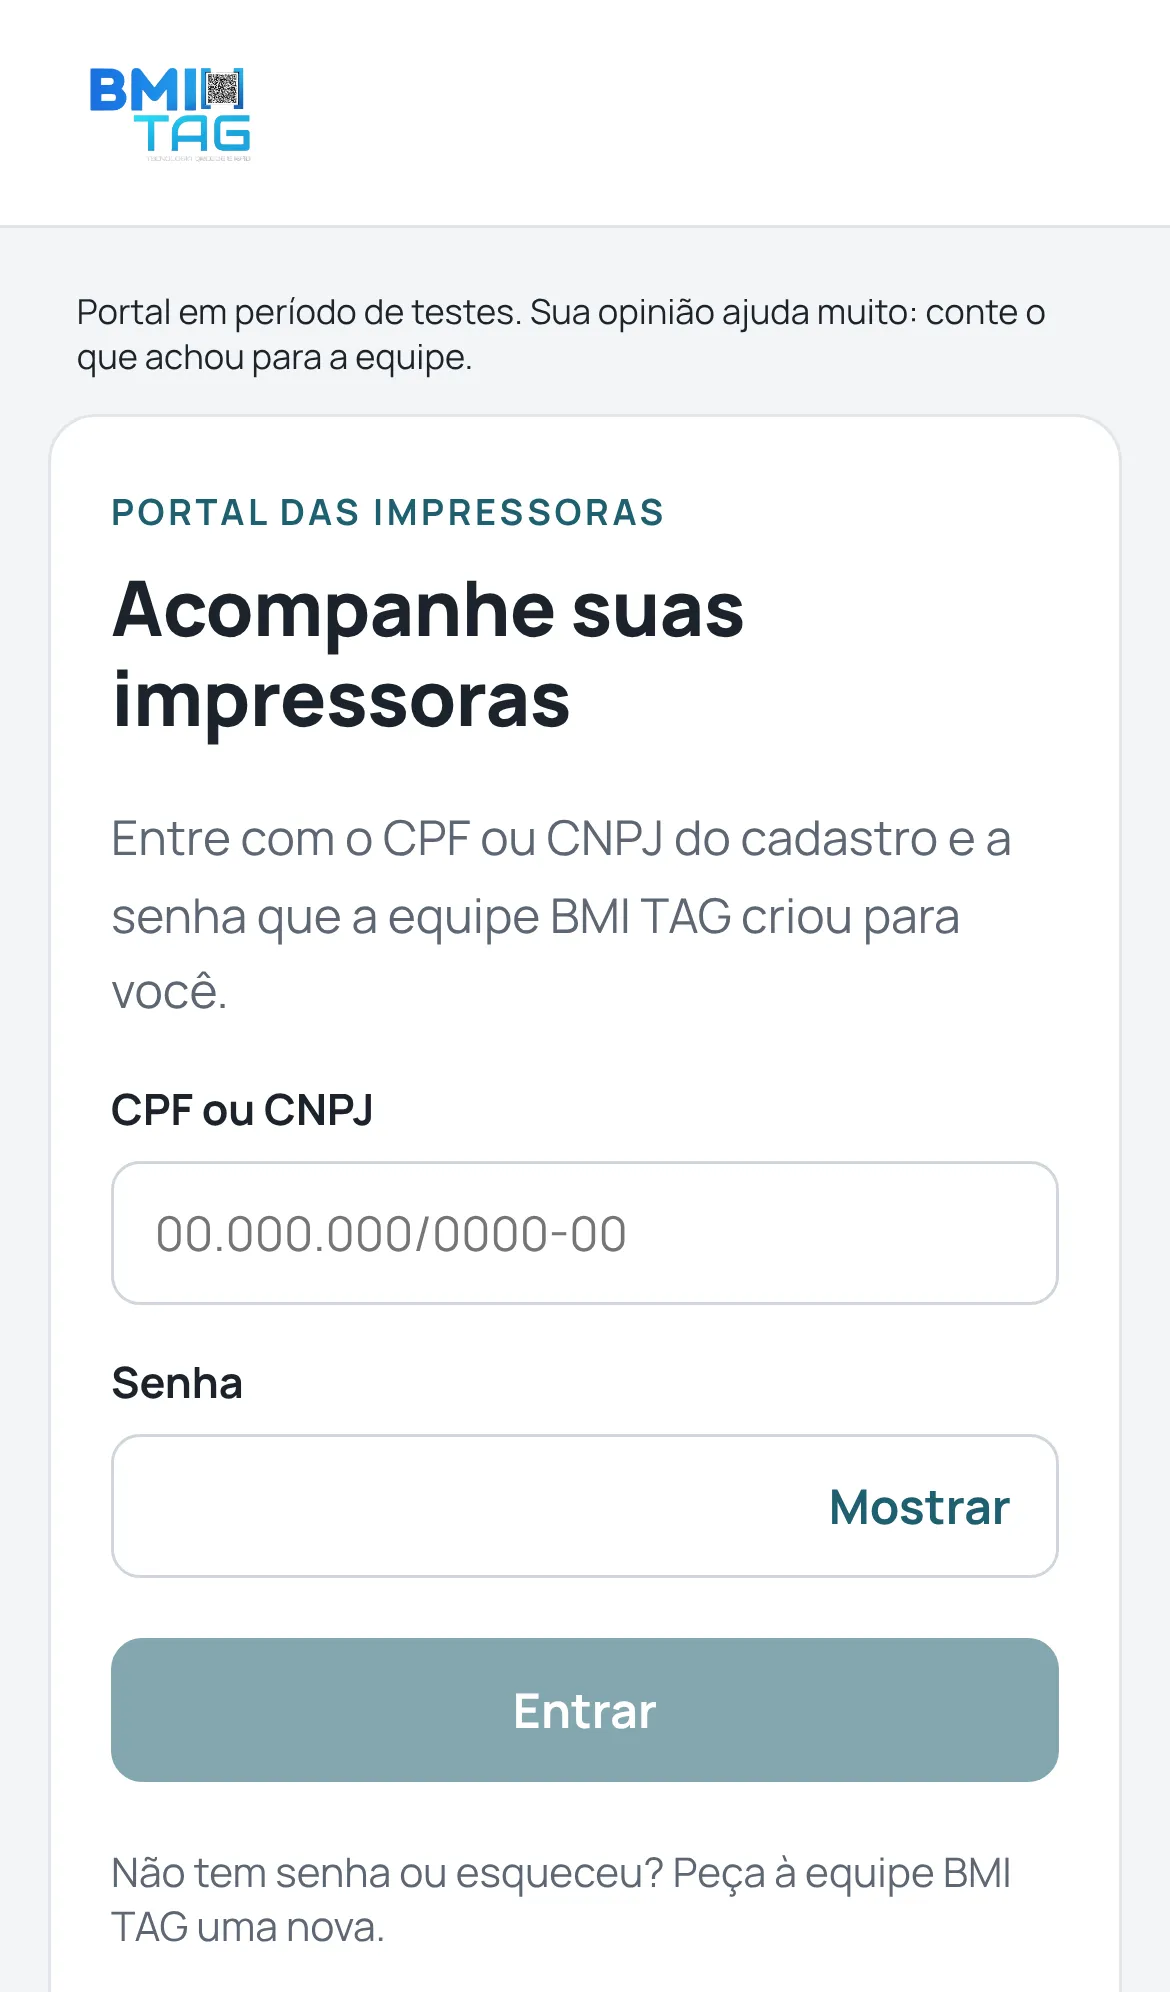 BMI
TAG
Portal em período de testes. Sua opinião ajuda muito: conte o
que achou para a equipe.
PORTAL DAS IMPRESSORAS
Acompanhe suas
impressoras
Entre com o CPF ou CNPJ do cadastro e a
senha que a equipe BMI TAG criou para
você.
CPF ou CNPJ
00.000.000/0000-00
Senha
Mostrar
Entrar
Não tem senha ou esqueceu? Peça à equipe BMI
TAG uma nova.